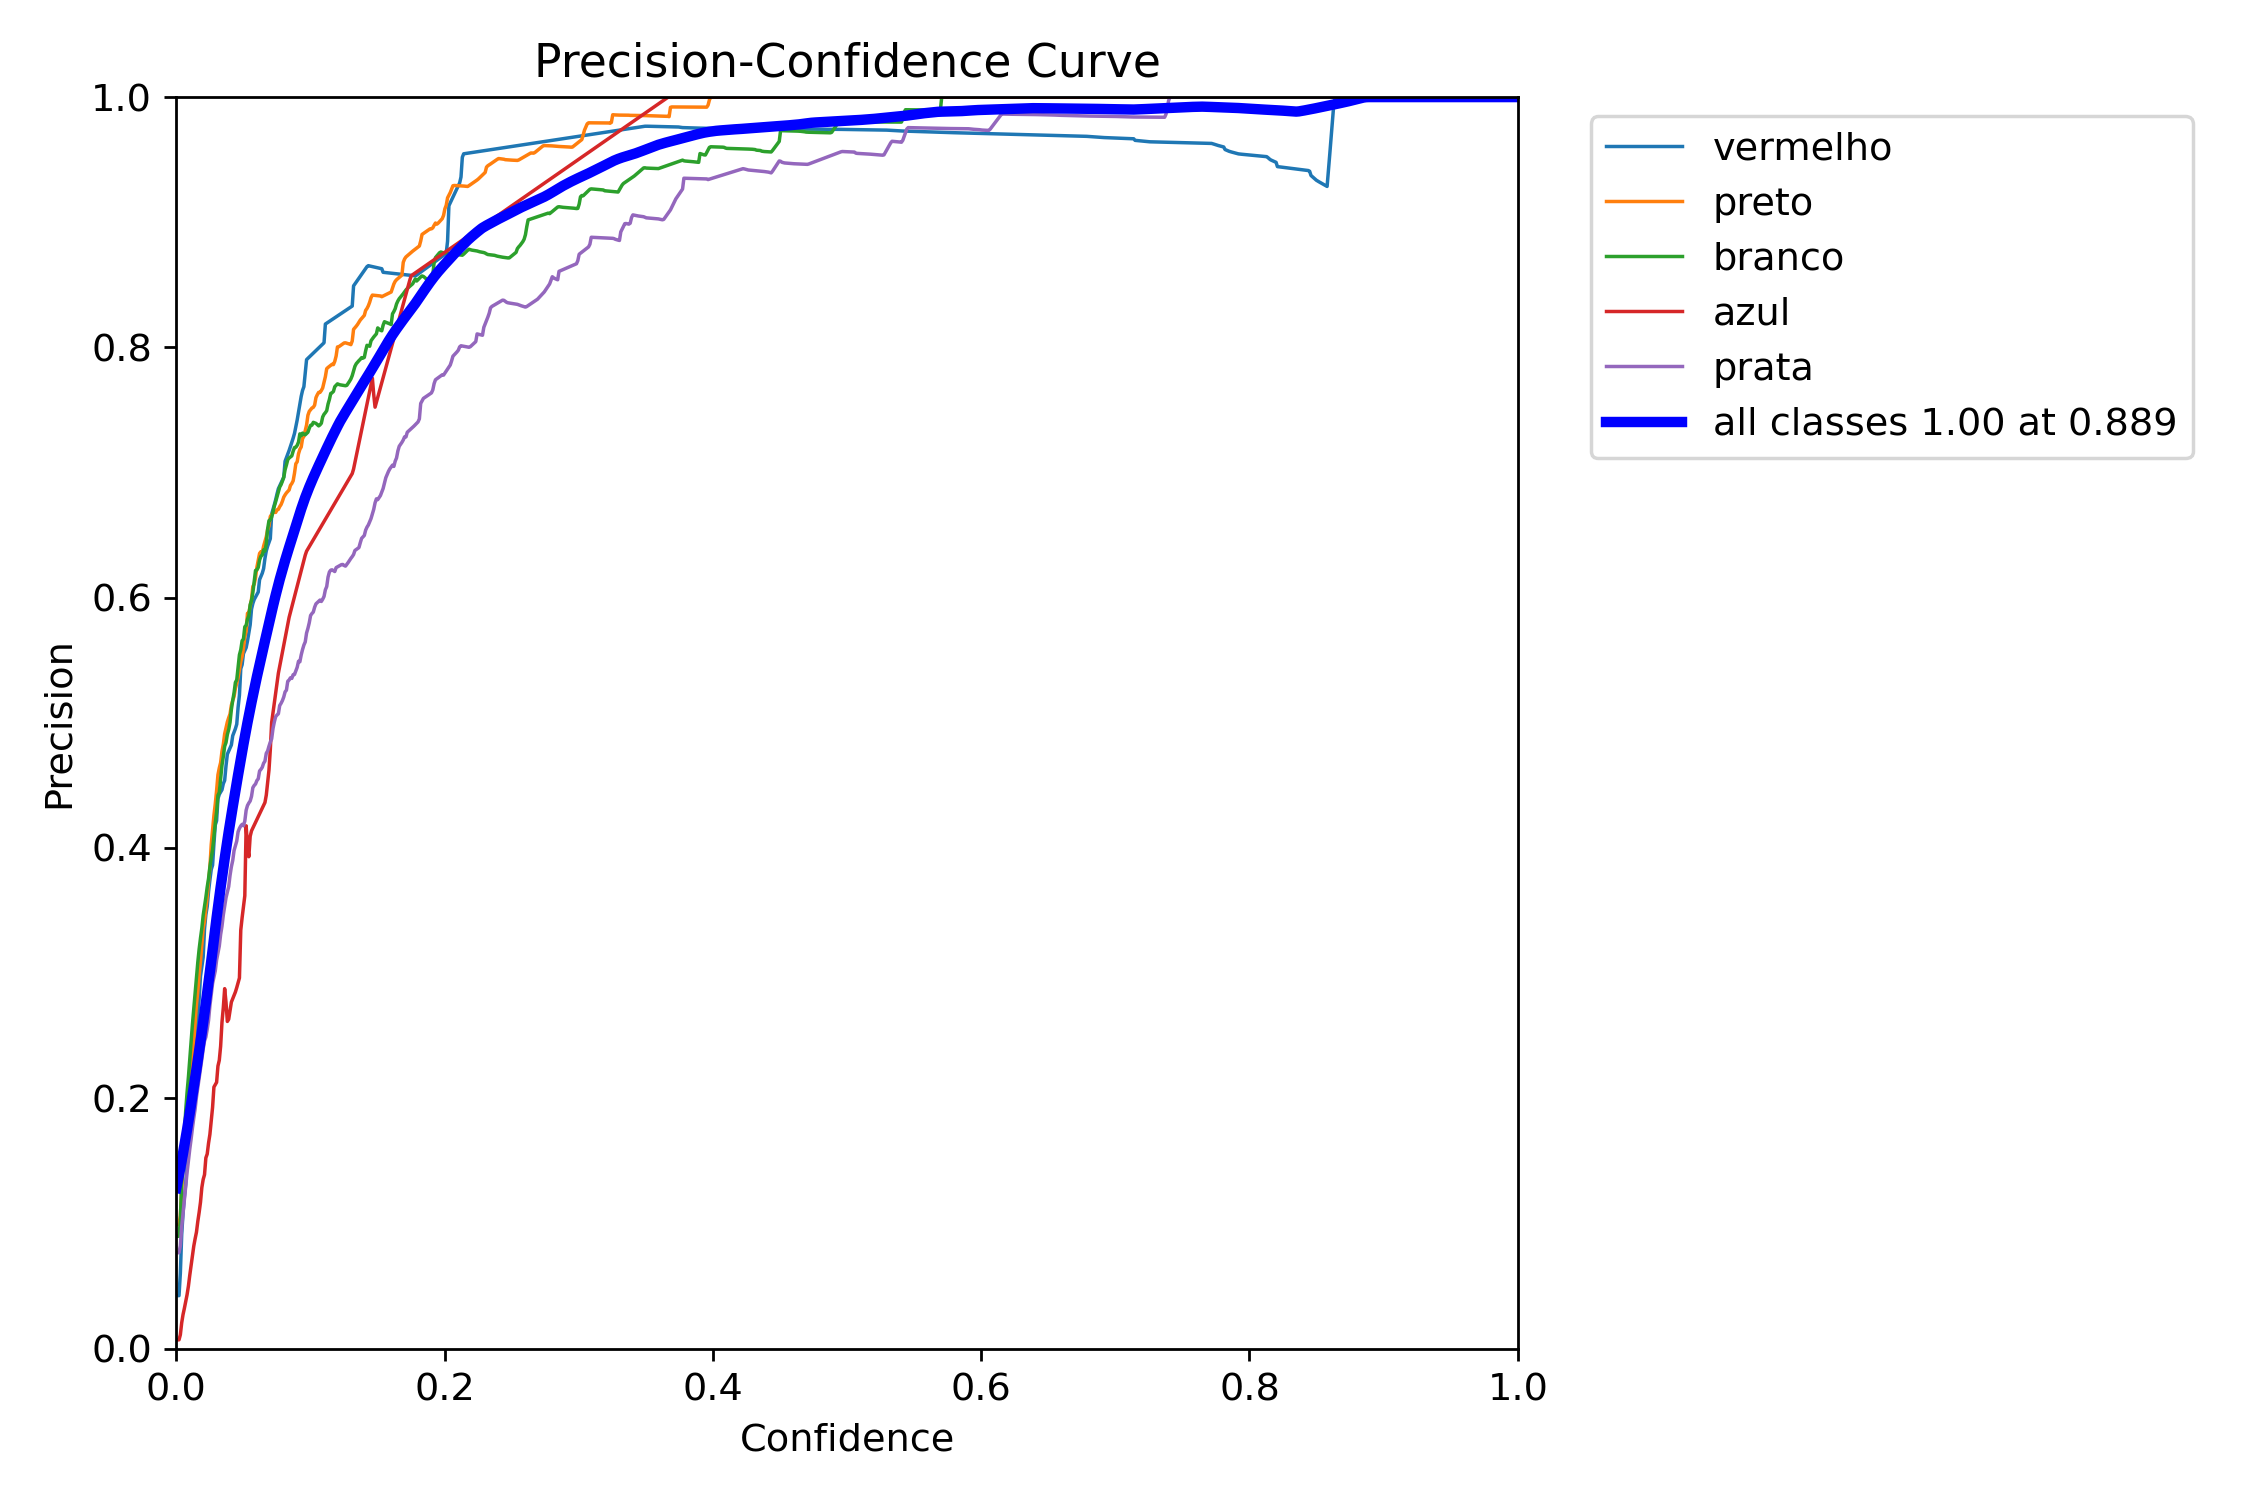 Precision-Confidence Curve
1.0
0.8
0.6
0.4
0.2
0.0
Precision
0.0 0.2 0.4 0.6 0.8 1.0
Confidence
vermelho
preto
branco
azul
prata
all classes 1.00 at 0.889